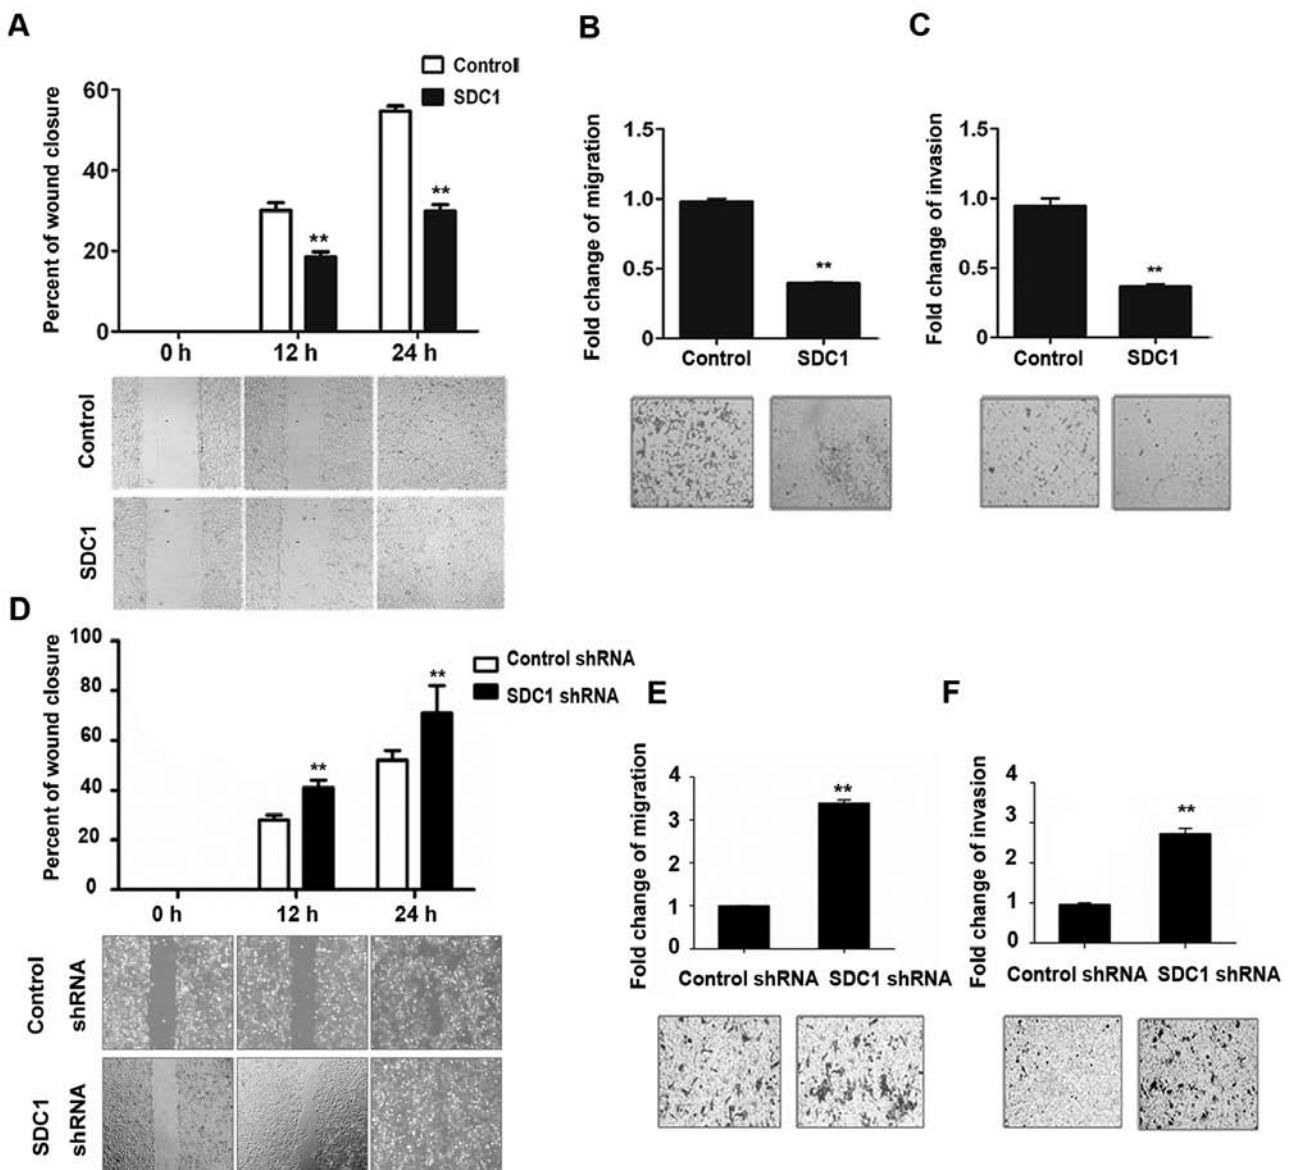 A
Control
SDC1
Percent of wound closure
60
40
20
0
**
**
0 h
12 h
24 h
Control
SDC1
B
Fold change of migration
1.5
1.0
0.5
0
**
Control
SDC1
C
Fold change of invasion
1.5
1.0
0.5
0
**
Control
SDC1
D
Percent of wound closure
100
80
60
40
20
0
Control shRNA
SDC1 shRNA
**
**
0 h
12 h
24 h
Control
shRNA
SDC1
shRNA
E
Fold change of migration
4
3
2
1
0
**
Control shRNA
SDC1 shRNA
F
Fold change of invasion
4
3
2
1
0
**
Control shRNA
SDC1 shRNA